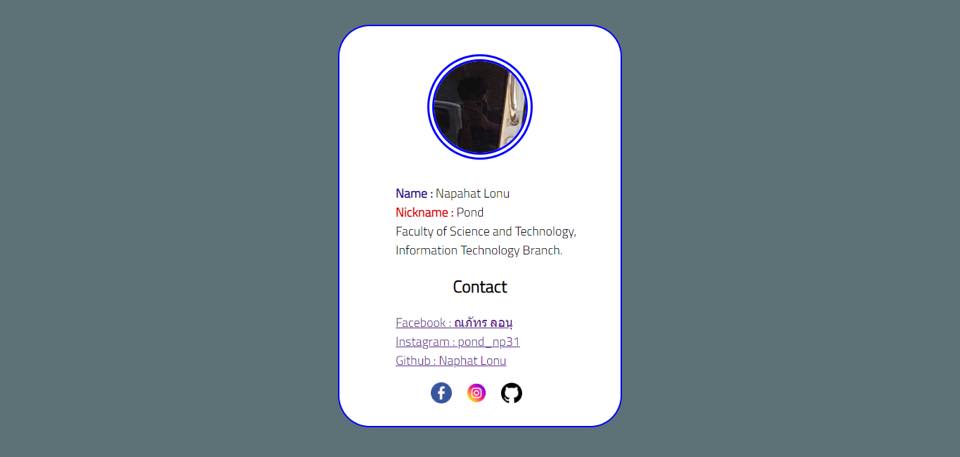 Name : Napahat Lonu
Nickname : Pond
Faculty of Science and Technology,
Information Technology Branch.
Contact
Facebook : ณภัทร ลอนุ
Instagram : pond_np31
Github : Naphat Lonu